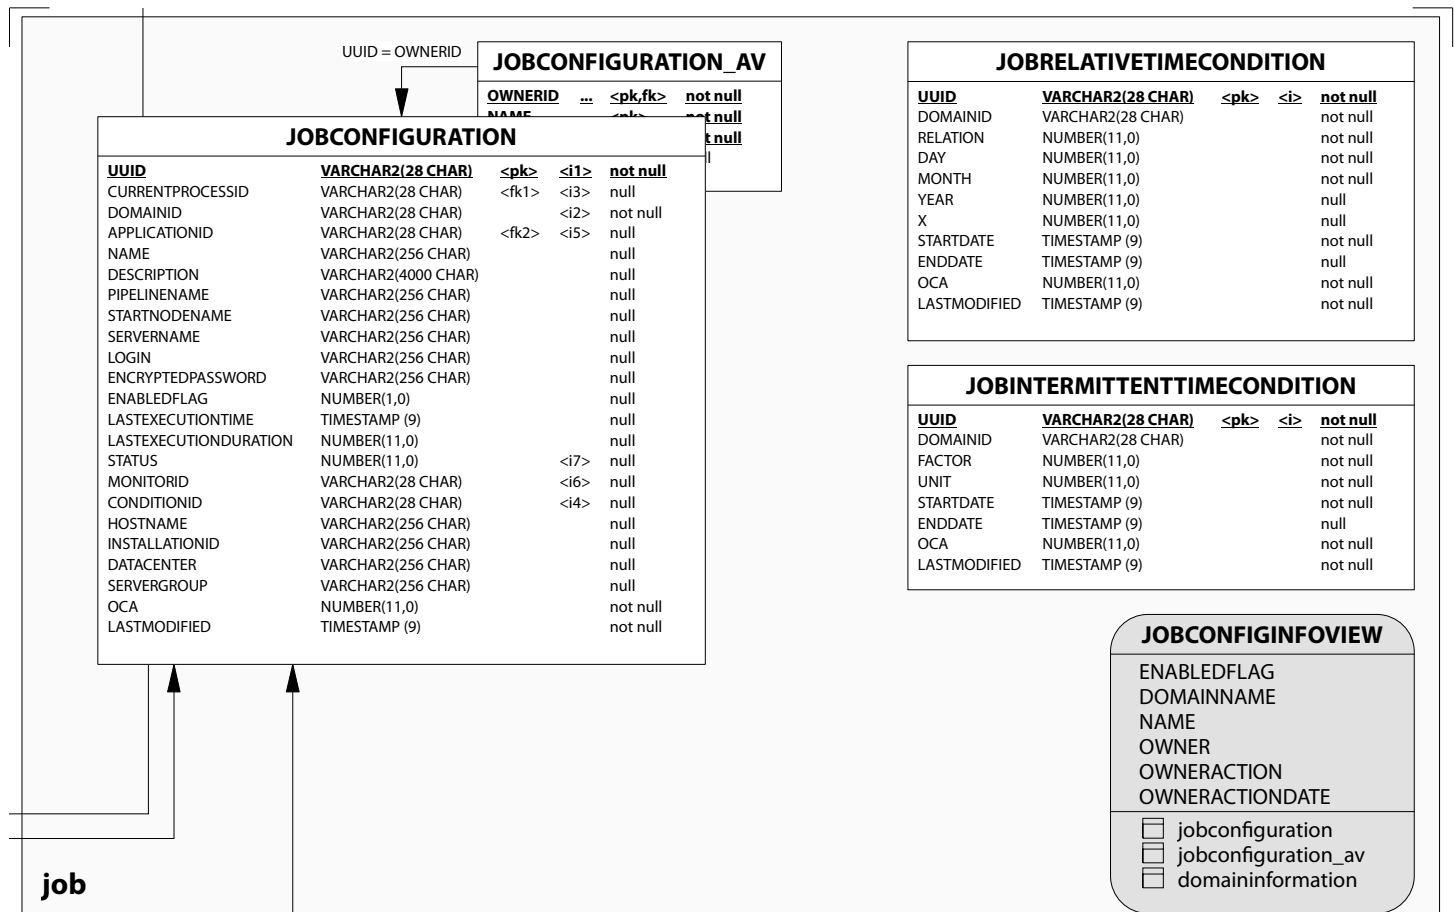 UUID = OWNERID
JOBCONFIGURATION_AV
OWNERID ... <pk,fk> not null
not null
t null
JOBCONFIGURATION
UUID VARCHAR2(28 CHAR) <pk> <i1> not null
CURRENTPROCESSID VARCHAR2(28 CHAR) <fk1> <i3> null
DOMAINID VARCHAR2(28 CHAR) <i2> not null
APPLICATIONID VARCHAR2(28 CHAR) <fk2> <i5> null
NAME VARCHAR2(256 CHAR) null
DESCRIPTION VARCHAR2(4000 CHAR) null
PIPELINENAME VARCHAR2(256 CHAR) null
STARTNODENAME VARCHAR2(256 CHAR) null
SERVERNAME VARCHAR2(256 CHAR) null
LOGIN VARCHAR2(256 CHAR) null
ENCRYPTEDPASSWORD VARCHAR2(256 CHAR) null
ENABLEDFLAG NUMBER(1,0) null
LASTEXECUTIONTIME TIMESTAMP (9) null
LASTEXECUTIONDURATION NUMBER(11,0) null
STATUS NUMBER(11,0) <i7> null
MONITORID VARCHAR2(28 CHAR) <i6> null
CONDITIONID VARCHAR2(28 CHAR) <i4> null
HOSTNAME VARCHAR2(256 CHAR) null
INSTALLATIONID VARCHAR2(256 CHAR) null
DATACENTER VARCHAR2(256 CHAR) null
SERVERGROUP VARCHAR2(256 CHAR) null
OCA NUMBER(11,0) not null
LASTMODIFIED TIMESTAMP (9) not null
JOBRELATIVETIMECONDITION
UUID VARCHAR2(28 CHAR) <pk> <i> not null
DOMAINID VARCHAR2(28 CHAR) not null
RELATION NUMBER(11,0) not null
DAY NUMBER(11,0) not null
MONTH NUMBER(11,0) not null
YEAR NUMBER(11,0) null
X NUMBER(11,0) null
STARTDATE TIMESTAMP (9) not null
ENDDATE TIMESTAMP (9) null
OCA NUMBER(11,0) not null
LASTMODIFIED TIMESTAMP (9) not null
JOBINTERMITTENTTIMECONDITION
UUID VARCHAR2(28 CHAR) <pk> <i> not null
DOMAINID VARCHAR2(28 CHAR) not null
FACTOR NUMBER(11,0) not null
UNIT NUMBER(11,0) not null
STARTDATE TIMESTAMP (9) not null
ENDDATE TIMESTAMP (9) null
OCA NUMBER(11,0) not null
LASTMODIFIED TIMESTAMP (9) not null
JOBCONFIGINFOVIEW
ENABLEDFLAG
DOMAINNAME
NAME
OWNER
OWNERACTION
OWNERACTIONDATE
jobconfiguration
jobconfiguration_av
domaininformation
job